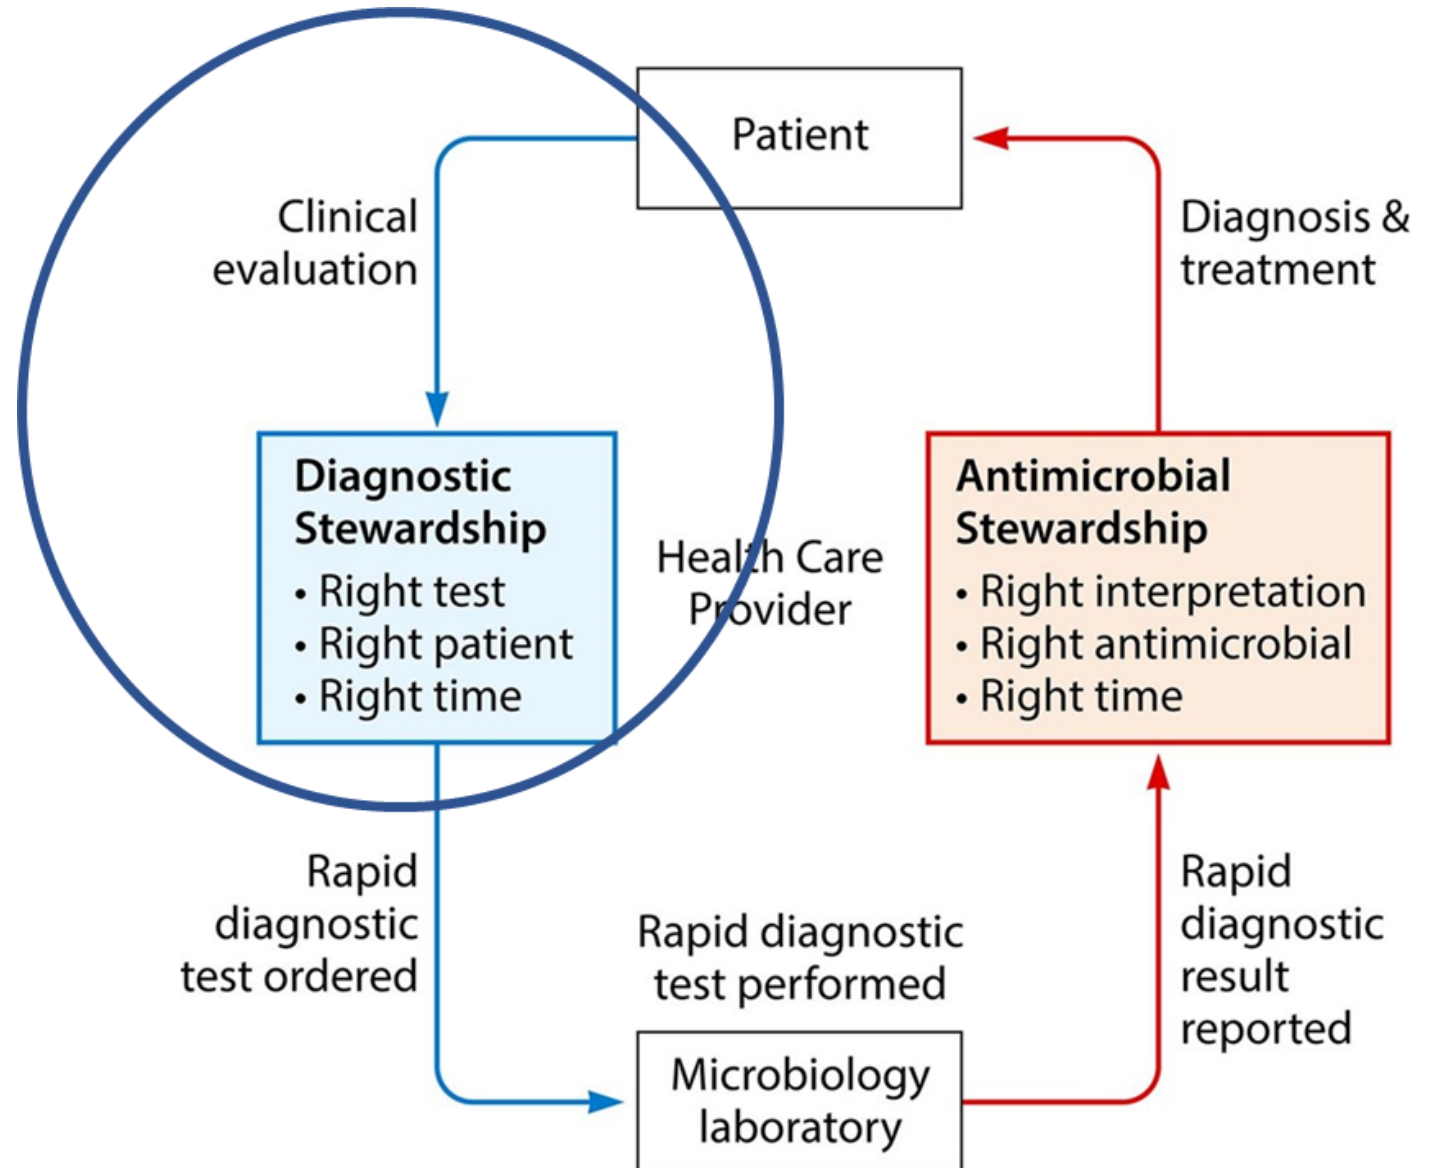 Patient
Clinical
evaluation
Diagnosis &
treatment
Diagnostic
Stewardship
• Right test
• Right patient
• Right time
Health Care
Provider
Antimicrobial
Stewardship
• Right interpretation
• Right antimicrobial
• Right time
Rapid
diagnostic
test ordered
Rapid diagnostic
test performed
Microbiology
laboratory
Rapid
diagnostic
result
reported